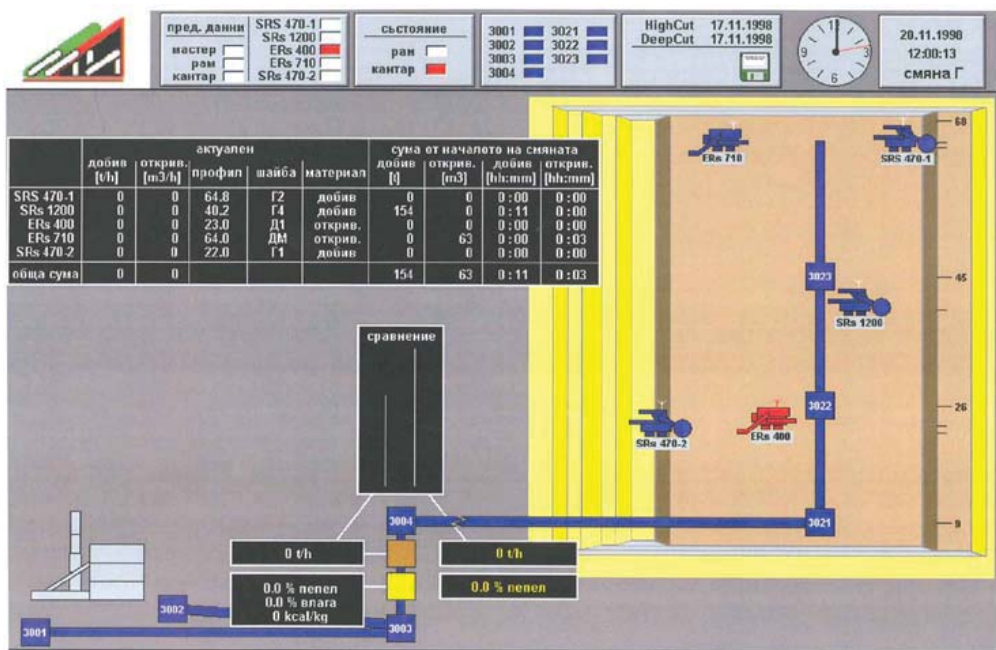 пред. данни
мастер
рам
кантар
SRS 470-1
SRs 1200
ERs 400
ERs 710
SRs 470-2
състояние
рам
кантар
3001
3002
3003
3004
3021
3022
3023
HighCut 17.11.1998
DeepCut 17.11.1998
12
3
6
9
20.11.1998
12:00:13
смяна Г
актуален сума от началото на смяната
добив [t/h] открив. [m3/h] профил шайба материал добив [t] открив. [m3] добив [hh:mm] открив. [hh:mm]
SRS 470-1 0 0 64.8 Г2 добив 0 0 0:00 0:00
SRs 1200 0 0 40.2 Г4 добив 154 0 0:11 0:00
ERs 400 0 0 23.0 Д1 открив. 0 0 0:00 0:00
ERs 710 0 0 64.0 ДМ открив. 0 63 0:00 0:03
SRs 470-2 0 0 22.0 Г1 добив 0 0 0:00 0:00
обща сума 0 0 154 63 0:11 0:03
68
ERs 710
SRS 470-1
3023
45
SRs 1200
сравнение
3022
26
SRs 470-2
ERs 400
3004
3021
9
0 t/h
0 t/h
0.0 % пепел
0.0 % влага
0 kcal/kg
0.0 % пепел
3002
3001
3003